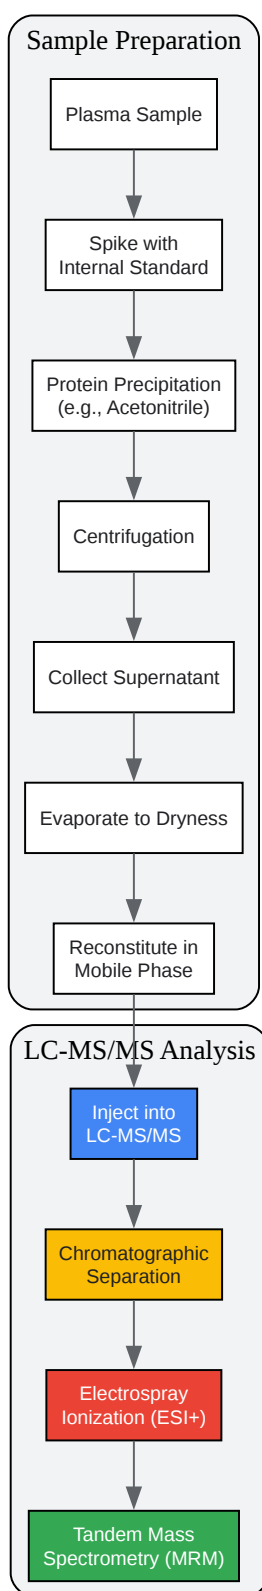 Sample Preparation
Plasma Sample
Spike with
Internal Standard
Protein Precipitation
(e.g., Acetonitrile)
Centrifugation
Collect Supernatant
Evaporate to Dryness
Reconstitute in
Mobile Phase
LC-MS/MS Analysis
Inject into
LC-MS/MS
Chromatographic
Separation
Electrospray
Ionization (ESI+)
Tandem Mass
Spectrometry (MRM)